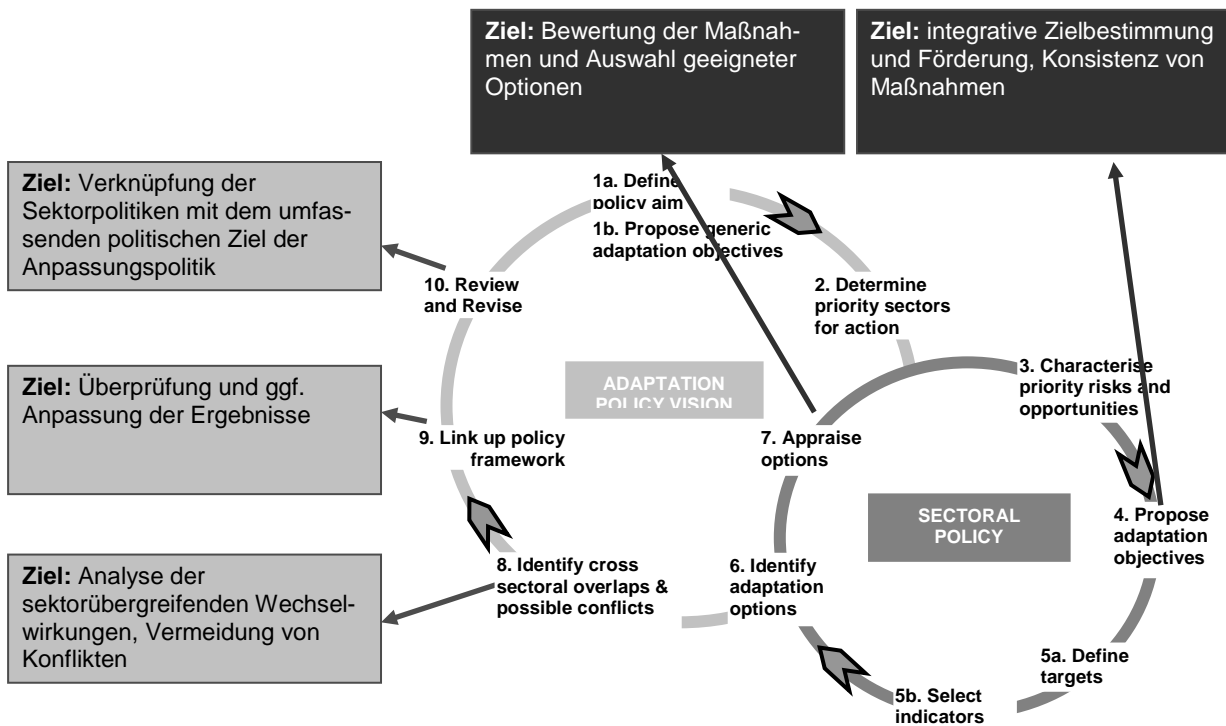 Ziel: Bewertung der Maßnah-
men und Auswahl geeigneter
Optionen
Ziel: integrative Zielbestimmung
und Förderung, Konsistenz von
Maßnahmen
Ziel: Verknüpfung der
Sektorpolitiken mit dem umfas-
senden politischen Ziel der
Anpassungspolitik
Ziel: Überprüfung und ggf.
Anpassung der Ergebnisse
Ziel: Analyse der
sektorübergreifenden Wechsel-
wirkungen, Vermeidung von
Konflikten
1a. Define
policy aim
1b. Propose generic
adaptation objectives
2. Determine
priority sectors
for action
3. Characterise
priority risks and
opportunities
4. Propose
adaptation
objectives
5a. Define
targets
5b. Select
indicators
6. Identify
adaptation
options
7. Appraise
options
8. Identify cross
sectoral overlaps &
possible conflicts
9. Link up policy
framework
10. Review
and Revise
ADAPTATION
POLICY VISION
SECTORAL
POLICY